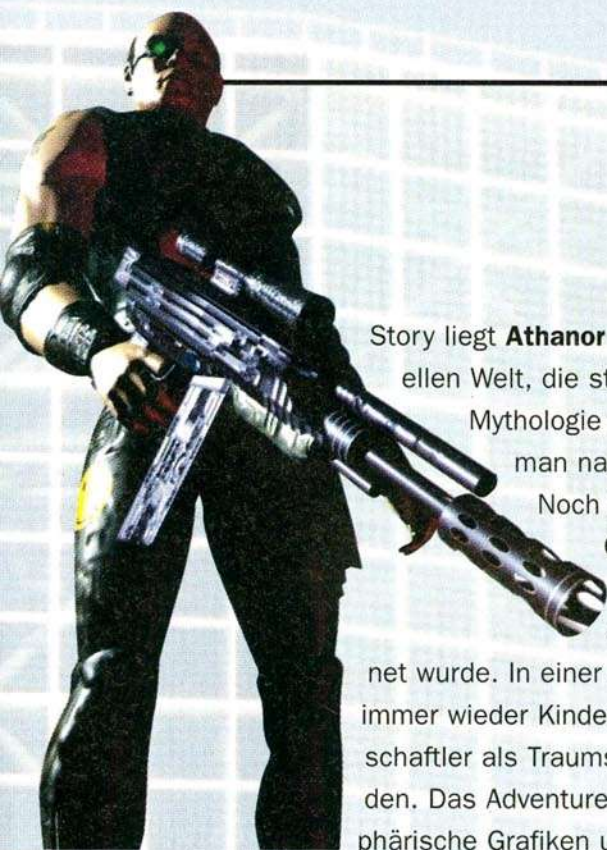 Story liegt Athanor
ellen Welt, die st
Mythologie
man na
Noch
net wurde. In einer
immer wieder Kinde
schaftler als Traums
den. Das Adventure
phärische Grafiken u